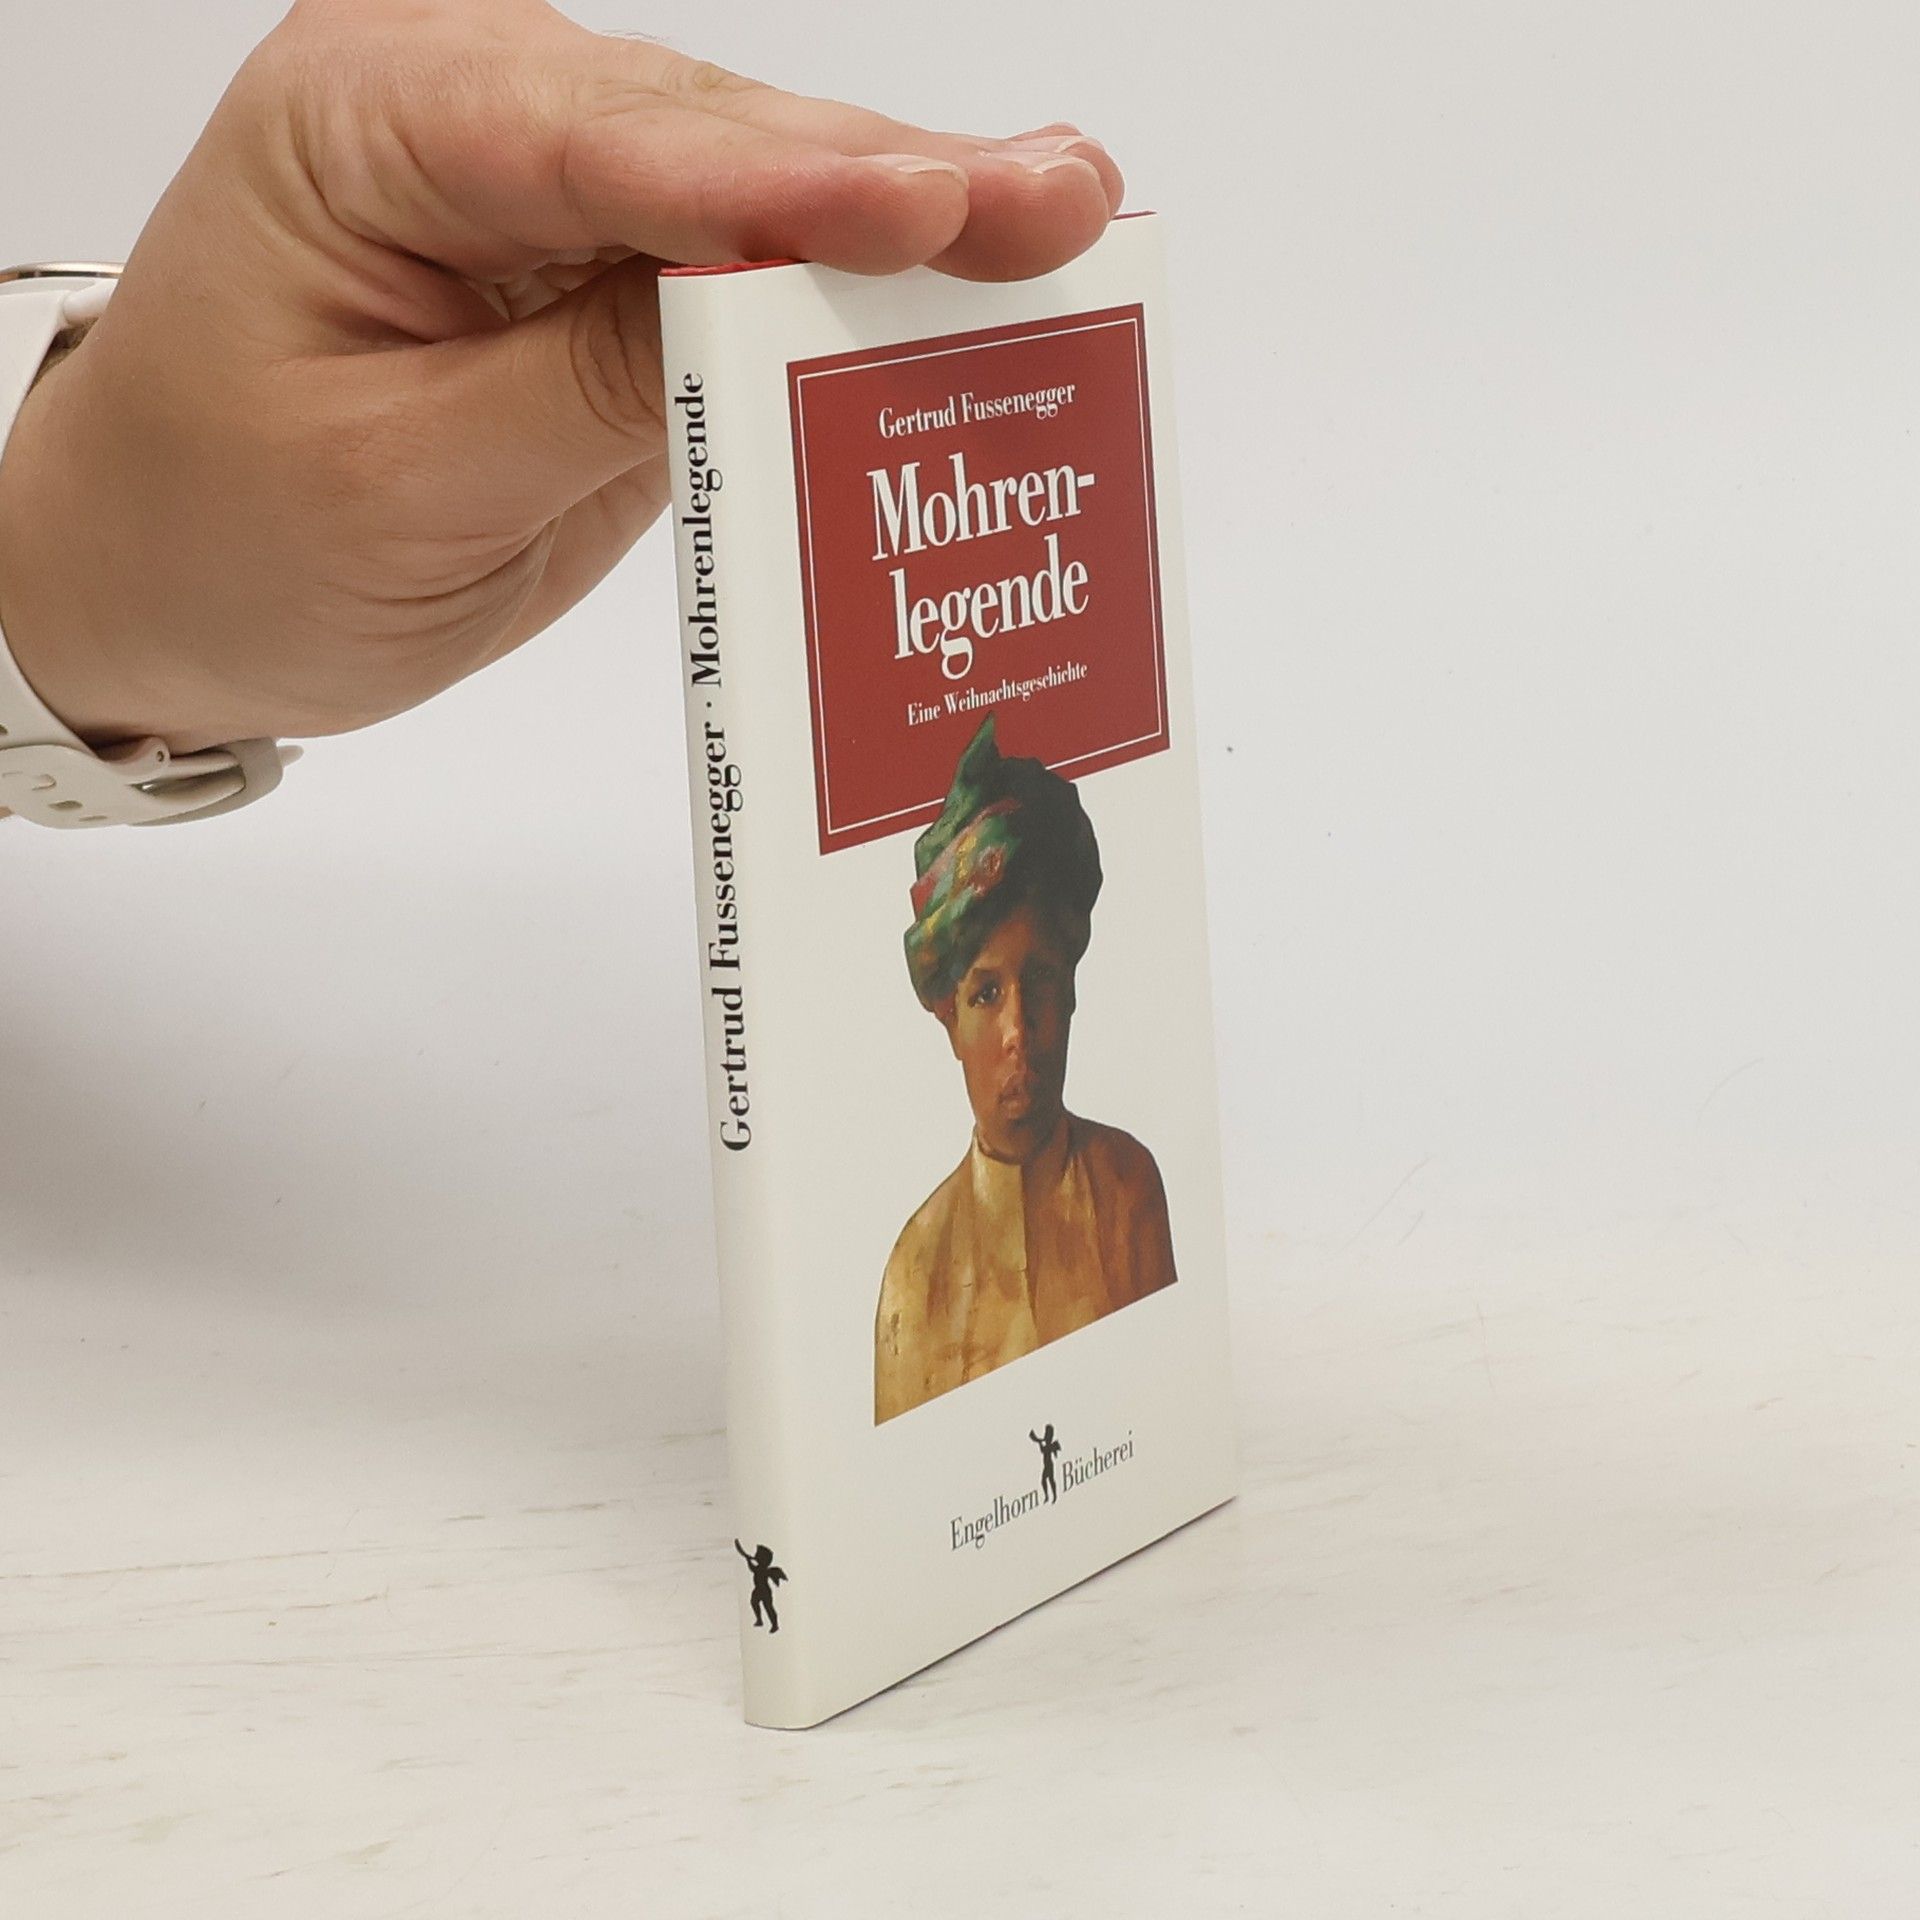 Gertrud Fussenegger · Mohrenlegende
Gertrud Fussenegger
Mohren-
legende
Eine Weihnachtsgeschichte
Engelhorn Bücherei